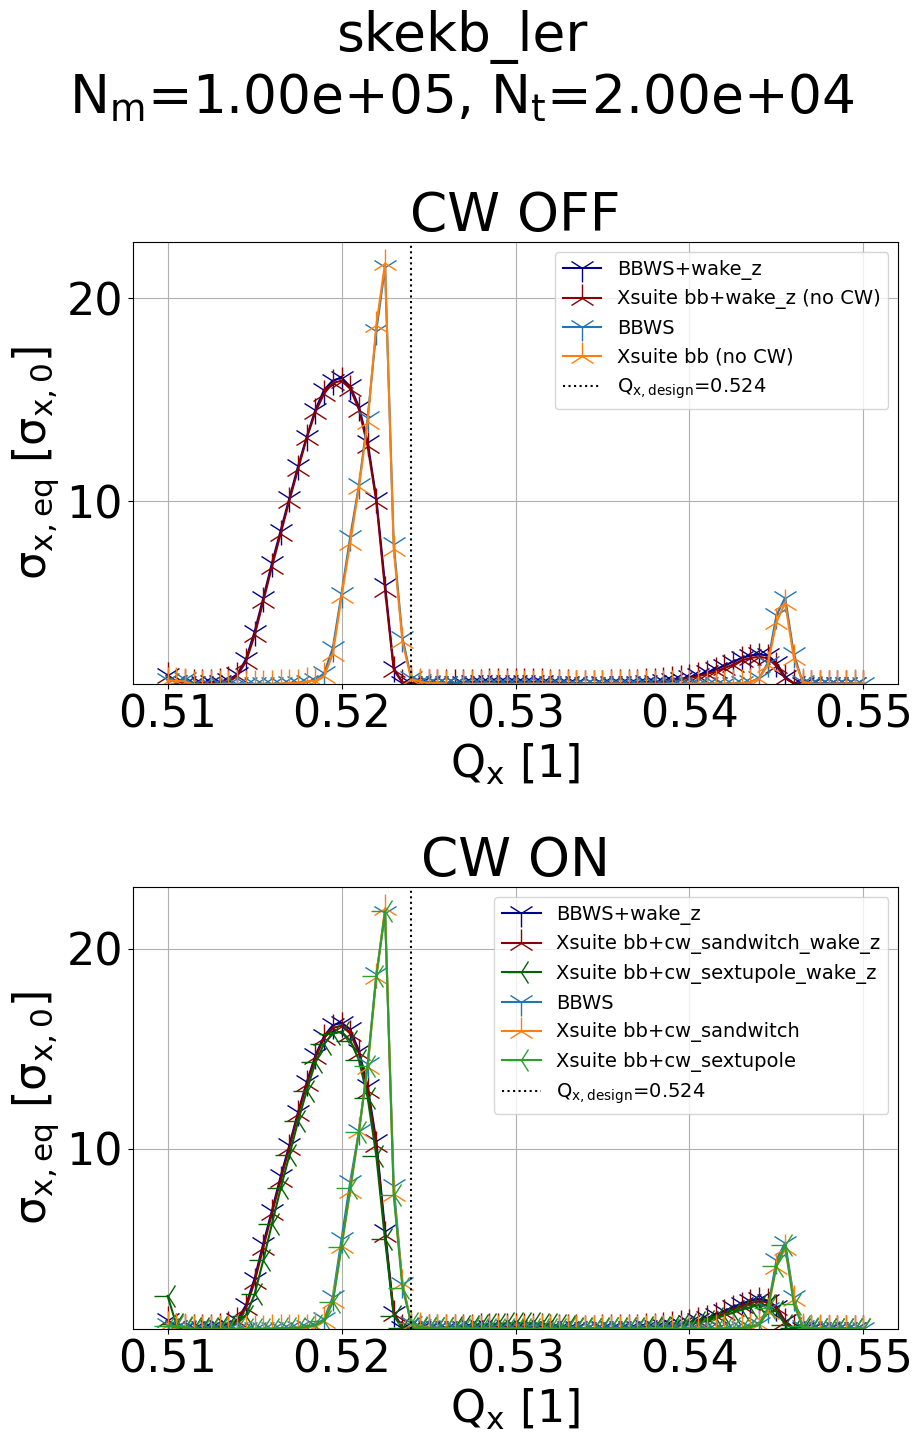 skekb_ler
N_m=1.00e+05, N_t=2.00e+04
CW OFF
BBWS+wake_z
Xsuite bb+wake_z (no CW)
BBWS
Xsuite bb (no CW)
Q_x,design=0.524
20
10
σ_x,eq [σ_x,0]
0.51 0.52 0.53 0.54 0.55
Q_x [1]
CW ON
BBWS+wake_z
Xsuite bb+cw_sandwitch_wake_z
Xsuite bb+cw_sextupole_wake_z
BBWS
Xsuite bb+cw_sandwitch
Xsuite bb+cw_sextupole
Q_x,design=0.524
20
10
σ_x,eq [σ_x,0]
0.51 0.52 0.53 0.54 0.55
Q_x [1]